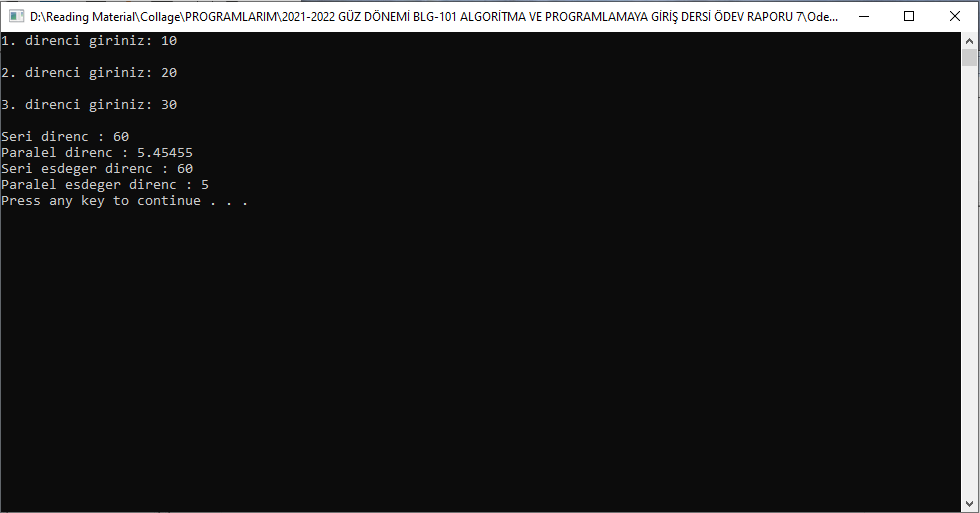 D:\Reading Material\Collage\PROGRAMLARIM\2021-2022 GÜZ DÖNEMİ BLG-101 ALGORİTMA VE PROGRAMLAMAYA GİRİŞ DERSİ ÖDEV RAPORU 7\Ode...
1. direnci giriniz: 10
2. direnci giriniz: 20
3. direnci giriniz: 30
Seri direnc : 60
Paralel direnc : 5.45455
Seri esdeger direnc : 60
Paralel esdeger direnc : 5
Press any key to continue . . .